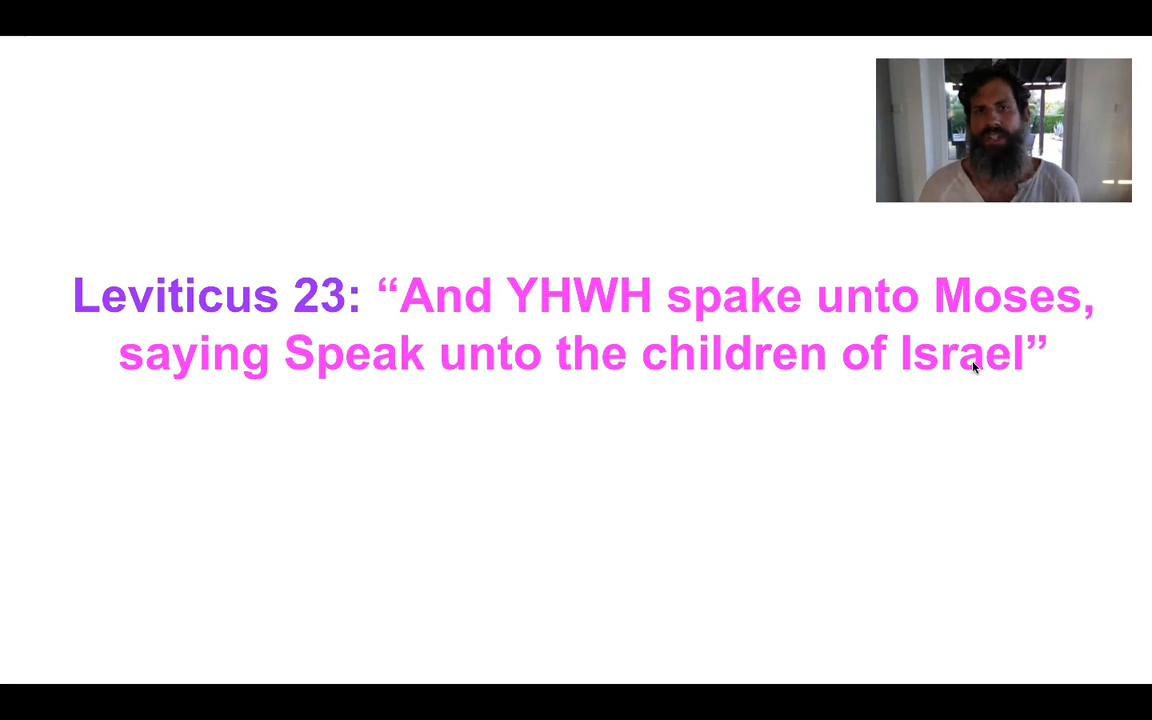 Leviticus 23: “And YHWH spake unto Moses,
saying Speak unto the children of Israel”